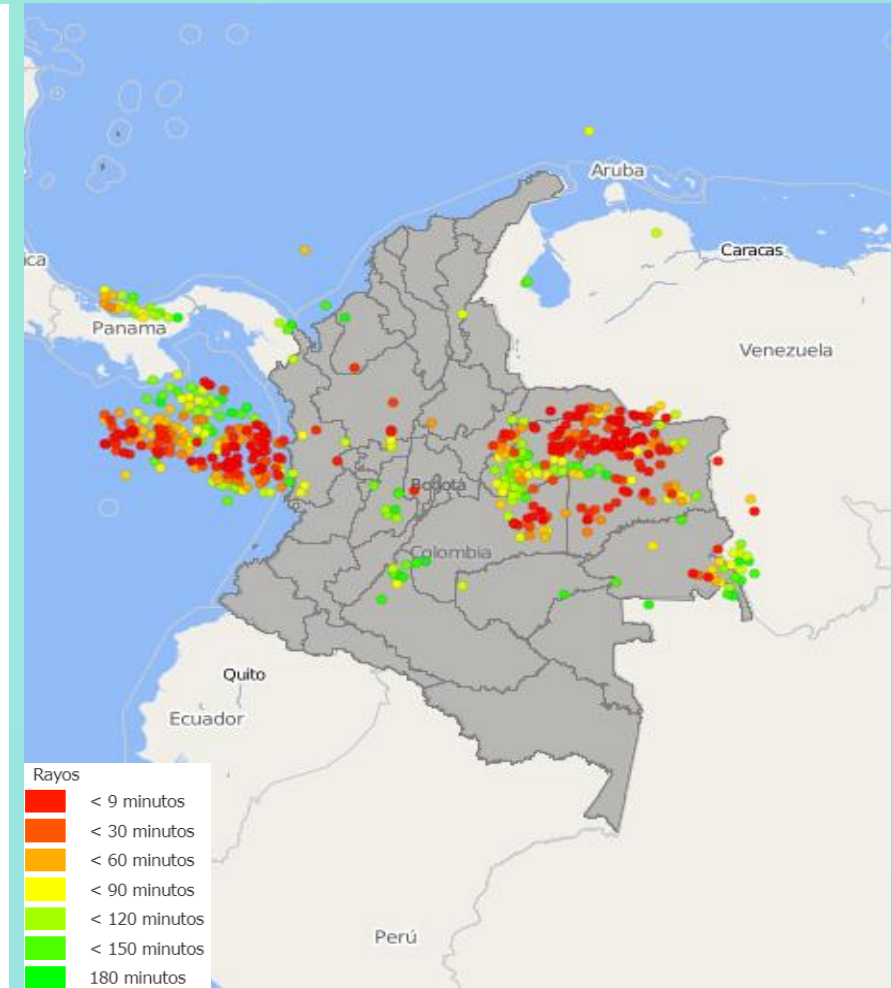 Aruba
Caracas
ica
Panama
Venezuela
Bogotá
Colombia
Quito
Ecuador
Perú
Rayos
< 9 minutos
< 30 minutos
< 60 minutos
< 90 minutos
< 120 minutos
< 150 minutos
180 minutos